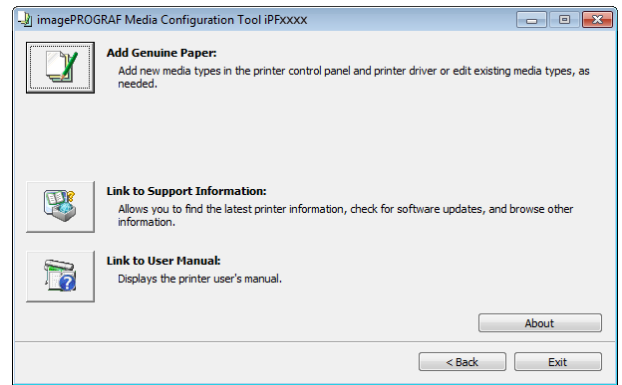 imagePROGRAF Media Configuration Tool iPFxxxx
Add Genuine Paper:
Add new media types in the printer control panel and printer driver or edit existing media types, as
needed.
Link to Support Information:
Allows you to find the latest printer information, check for software updates, and browse other
information.
Link to User Manual:
Displays the printer user's manual.
About
< Back
Exit